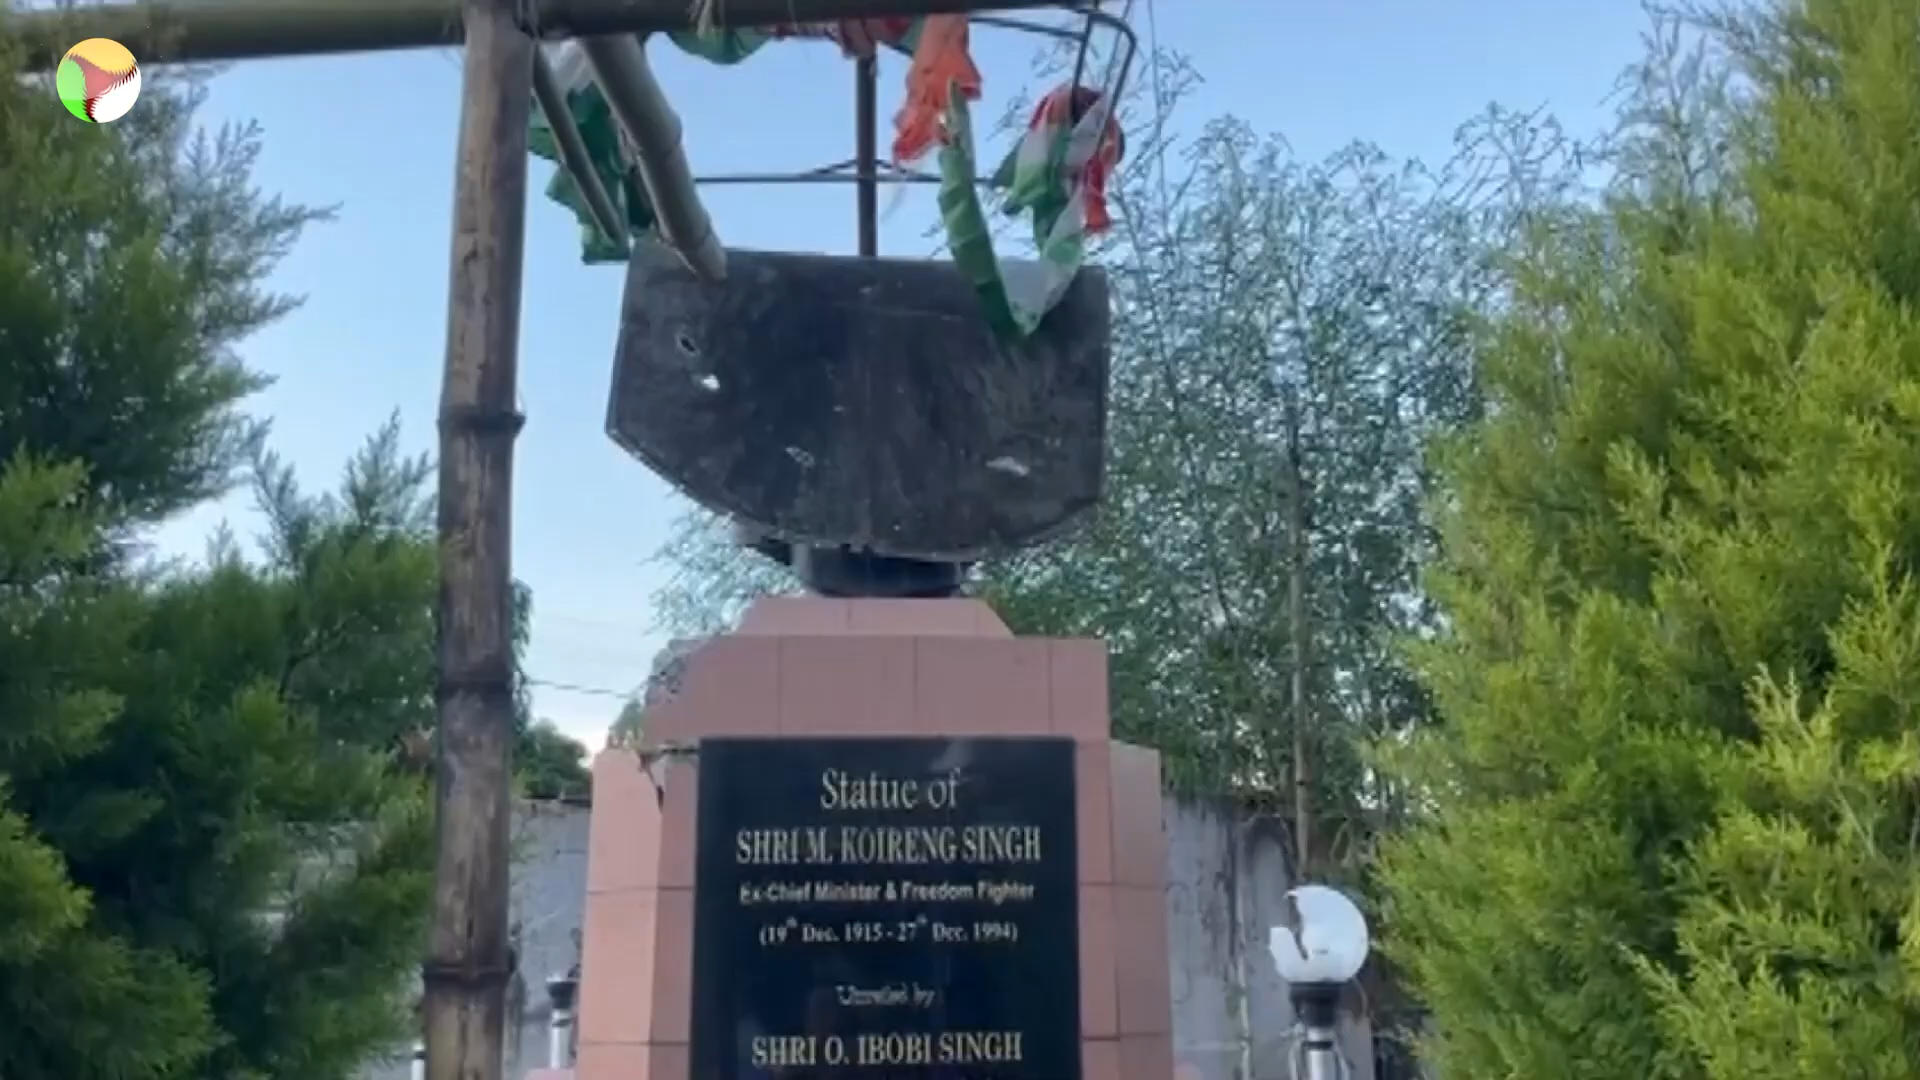 Statue of
SHRI M. KOIRENG SINGH
Ex-Chief Minister & Freedom Fighter
(19th Dec. 1915 - 27th Dec. 1994)
Unveiled by
SHRI O. IBOBI SINGH